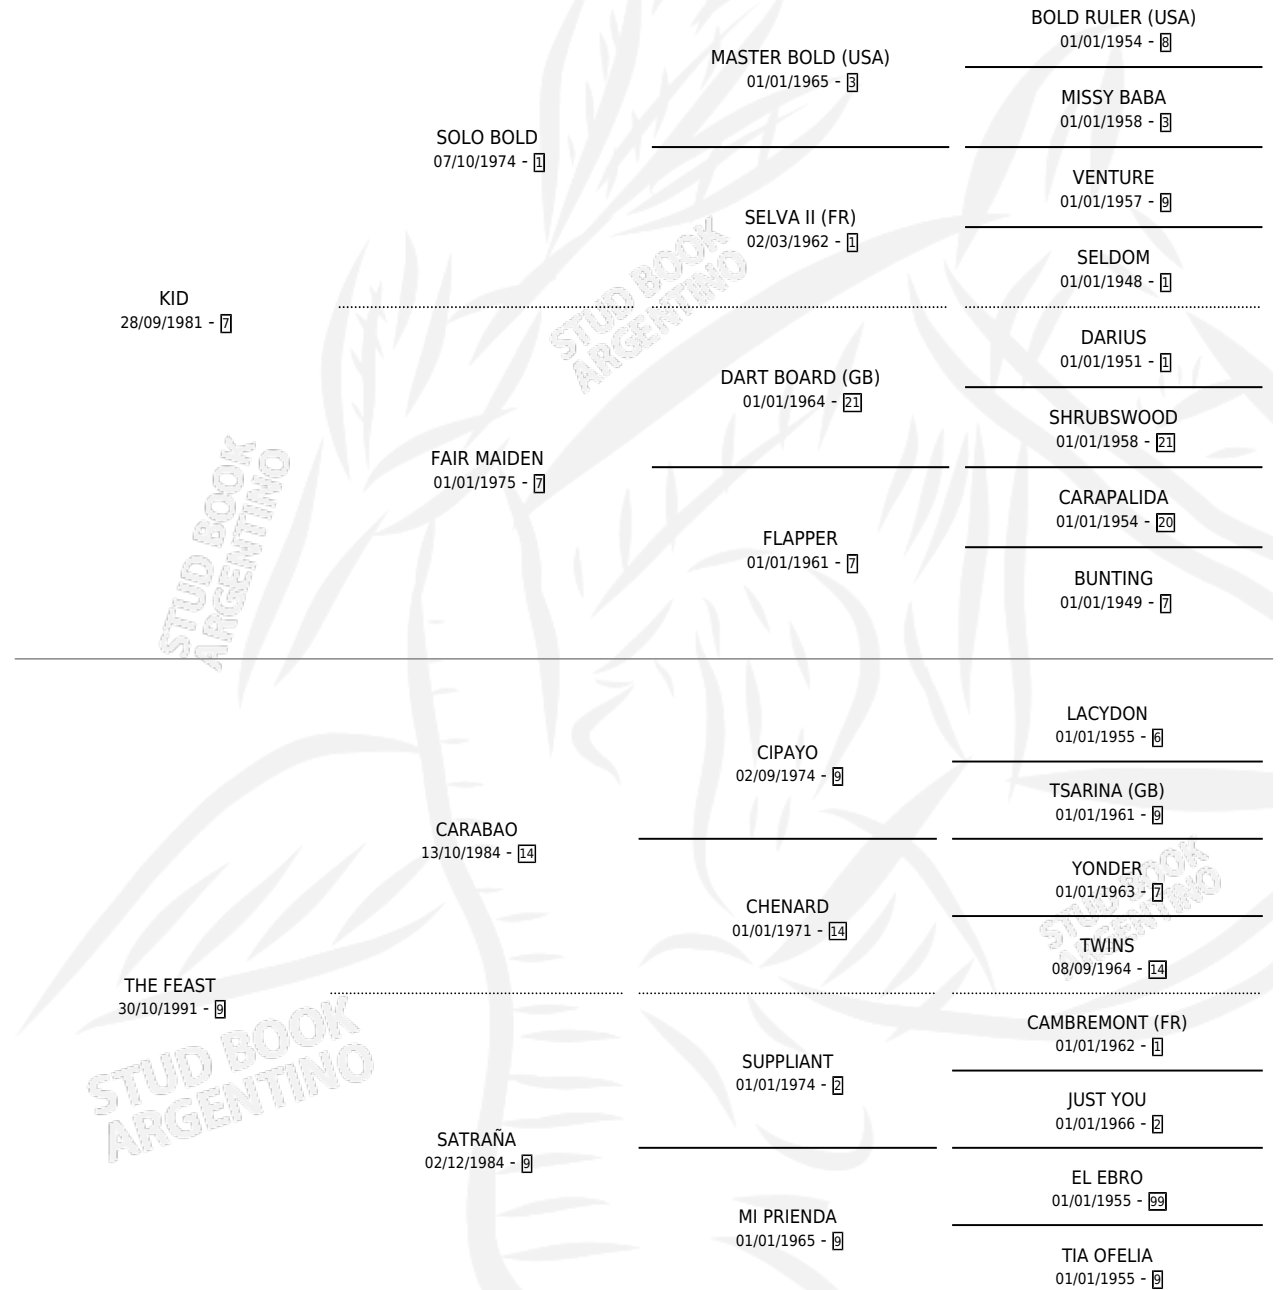 BOLD RULER (USA)
01/01/1954 - 8
MASTER BOLD (USA)
01/01/1965 - 3
MISSY BABA
01/01/1958 - 3
SOLO BOLD
07/10/1974 - 1
VENTURE
01/01/1957 - 9
SELVA II (FR)
02/03/1962 - 1
SELDOM
01/01/1948 - 1
KID
28/09/1981 - 7
DARIUS
01/01/1951 - 1
DART BOARD (GB)
01/01/1964 - 21
SHRUBSWOOD
01/01/1958 - 21
FAIR MAIDEN
01/01/1975 - 7
CARAPALIDA
01/01/1954 - 20
FLAPPER
01/01/1961 - 7
BUNTING
01/01/1949 - 7
LACYDON
01/01/1955 - 6
CIPAYO
02/09/1974 - 9
TSARINA (GB)
01/01/1961 - 9
CARABAO
13/10/1984 - 14
YONDER
01/01/1963 - 7
CHENARD
01/01/1971 - 14
TWINS
08/09/1964 - 14
THE FEAST
30/10/1991 - 9
CAMBREMONT (FR)
01/01/1962 - 1
SUPPLIANT
01/01/1974 - 2
JUST YOU
01/01/1966 - 2
SATRAÑA
02/12/1984 - 9
EL EBRO
01/01/1955 - 99
MI PRIENDA
01/01/1965 - 9
TIA OFELIA
01/01/1955 - 9
STUD BOOK
ARGENTINO
STUD BOOK
ARGENTINO
STUD BOOK
ARGENTINO
STUD BOOK
ARGENTINO